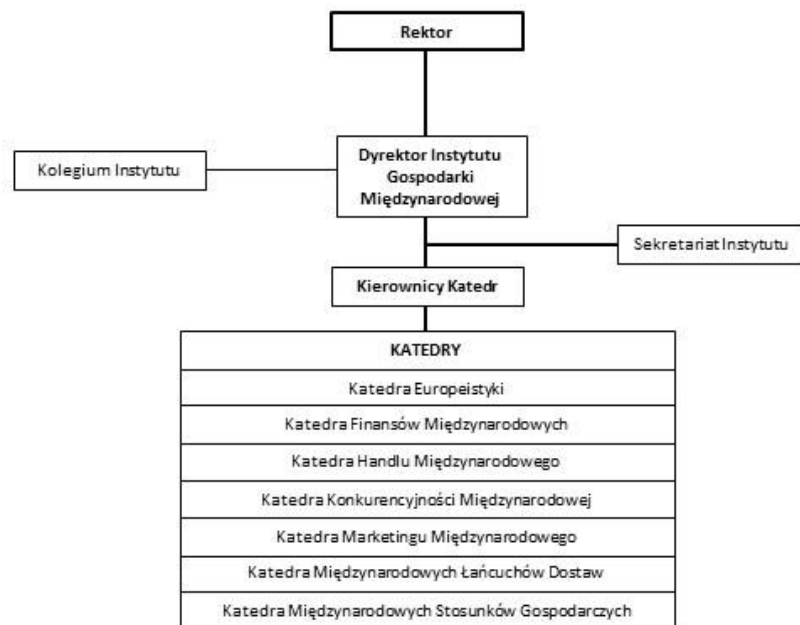 Rektor
Kolegium Instytutu
Dyrektor Instytutu
Gospodarki
Międzynarodowej
Sekretariat Instytutu
Kierownicy Katedr
KATEDRY
Katedra Europeistyki
Katedra Finansów Międzynarodowych
Katedra Handlu Międzynarodowego
Katedra Konkurencyjności Międzynarodowej
Katedra Marketingu Międzynarodowego
Katedra Międzynarodowych Łańcuchów Dostaw
Katedra Międzynarodowych Stosunków Gospodarczych